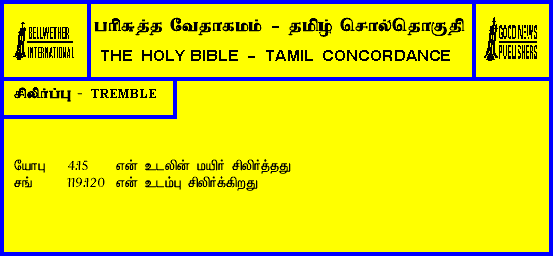 BELLWETHER
INTERNATIONAL
பரிசுத்த வேதாகமம் - தமிழ் சொல்தொகுதி
THE HOLY BIBLE - TAMIL CONCORDANCE
GOOD NEWS
PUBLISHERS
சிலிர்ப்பு - TREMBLE
யோபு 4:15 என் உடலின் மயிர் சிலிர்த்தது
சங் 119:120 என் உடம்பு சிலிர்க்கிறது